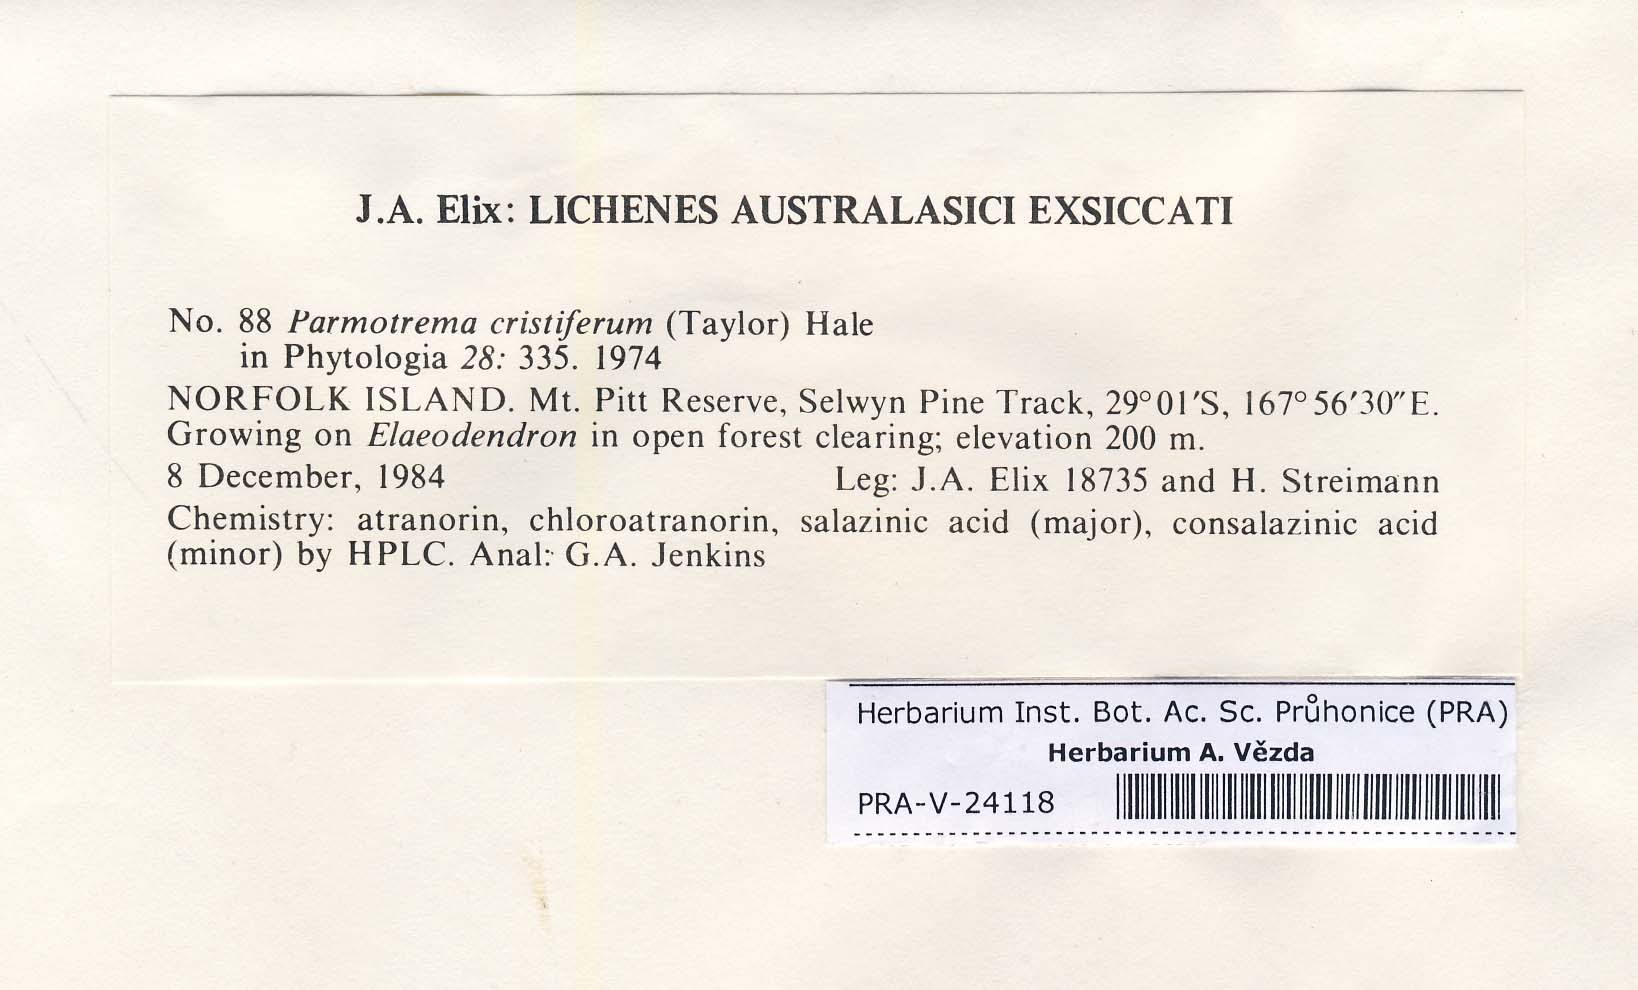 J.A. Elix: LICHENES AUSTRALASICI EXSICCATI
No. 88 Parmotrema cristiferum (Taylor) Hale
in Phytologia 28: 335. 1974
NORFOLK ISLAND. Mt. Pitt Reserve, Selwyn Pine Track, 29°01'S, 167°56'30"E.
Growing on Elaeodendron in open forest clearing; elevation 200 m.
8 December, 1984 Leg: J.A. Elix 18735 and H. Streimann
Chemistry: atranorin, chloroatranorin, salazinic acid (major), consalazinic acid
(minor) by HPLC. Anal: G.A. Jenkins
Herbarium Inst. Bot. Ac. Sc. Průhonice (PRA)
Herbarium A. Vězda
PRA-V-24118